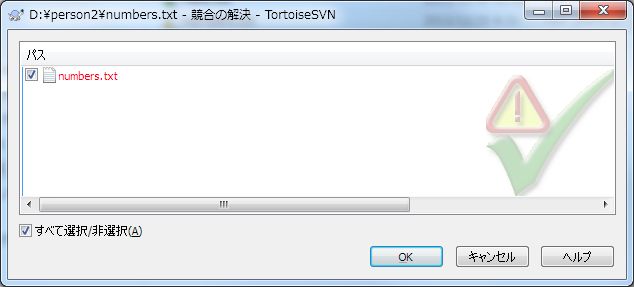 D:¥person2¥numbers.txt - 競合の解決 - TortoiseSVN
パス
numbers.txt
すべて選択/非選択(A)
OK キャンセル ヘルプ